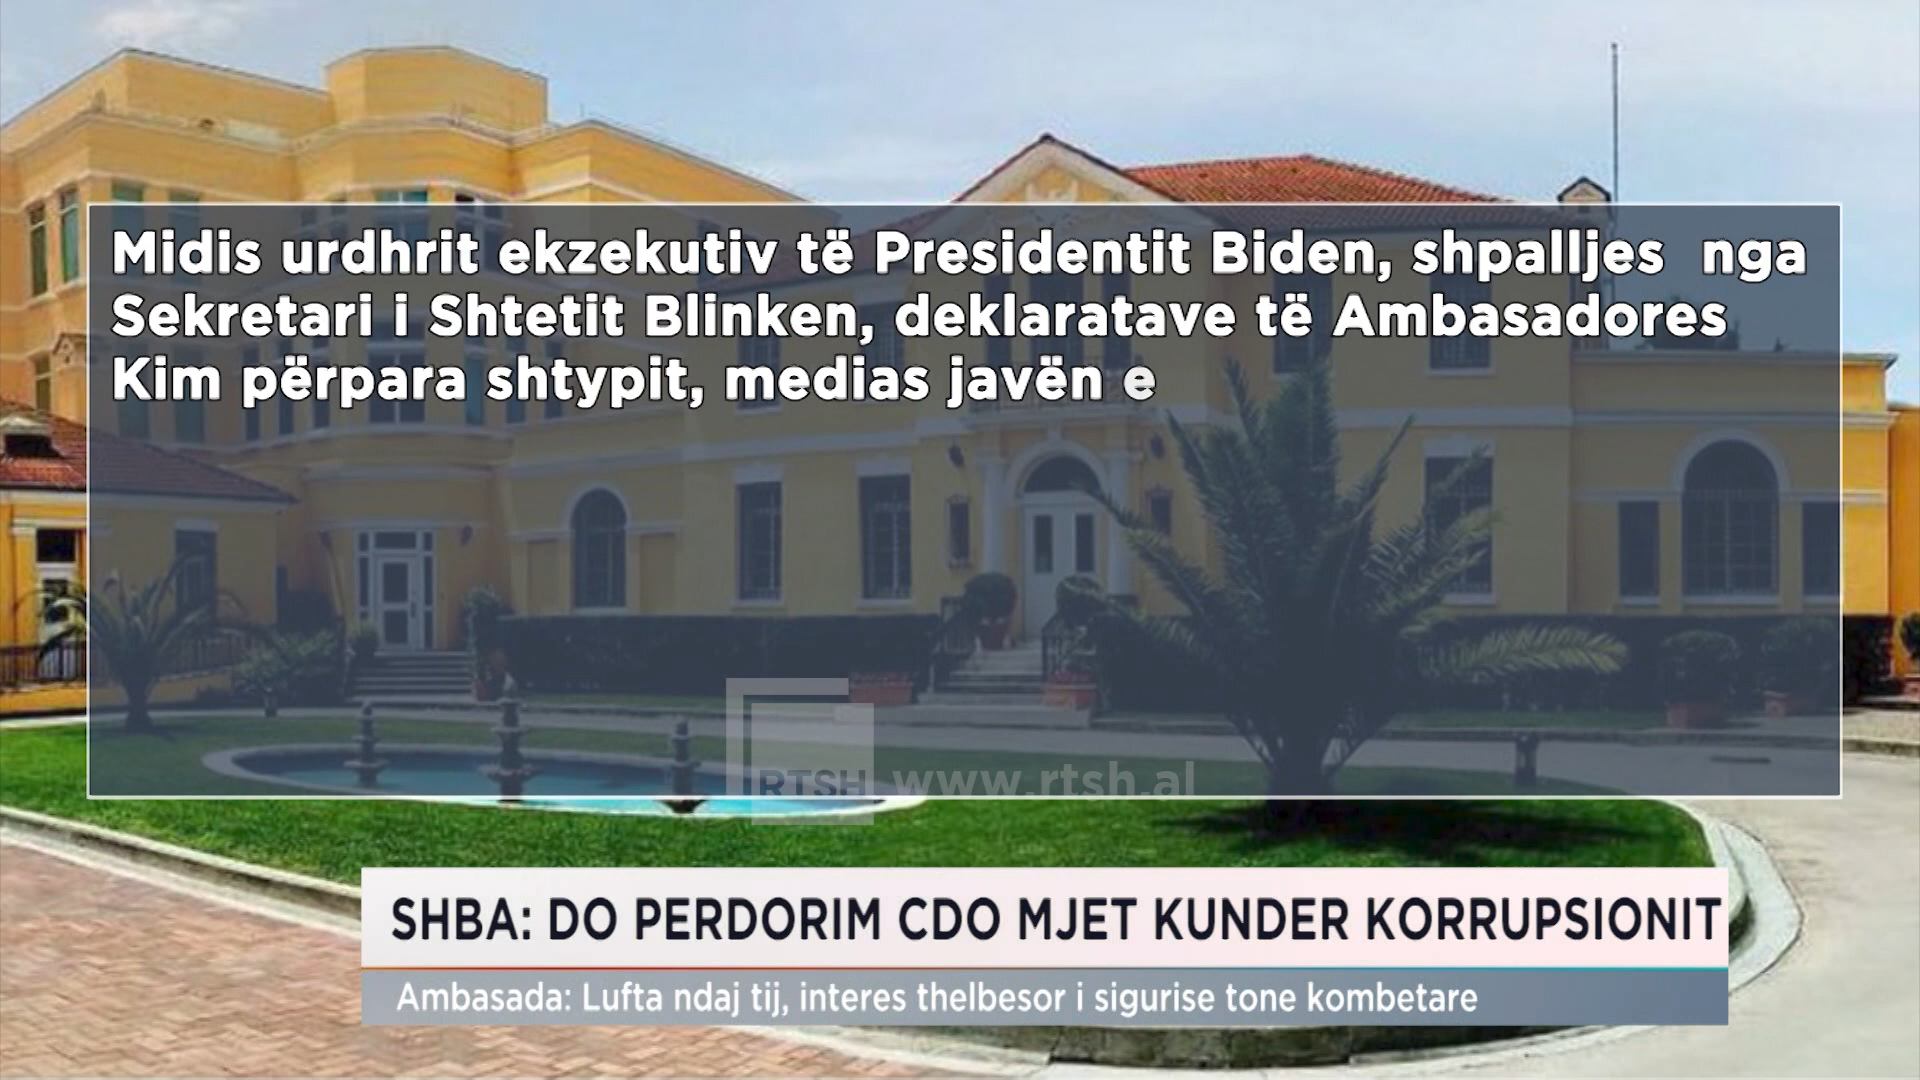 Midis urdhrit ekzekutiv të Presidentit Biden, shpalljes nga
Sekretari i Shtetit Blinken, deklaratave të Ambasadores
Kim përpara shtypit, medias javën e
RTSH www.rtsh.al
SHBA: DO PERDORIM CDO MJET KUNDER KORRUPSIONIT
Ambasada: Lufta ndaj tij, interes thelbesor i sigurise tone kombetare